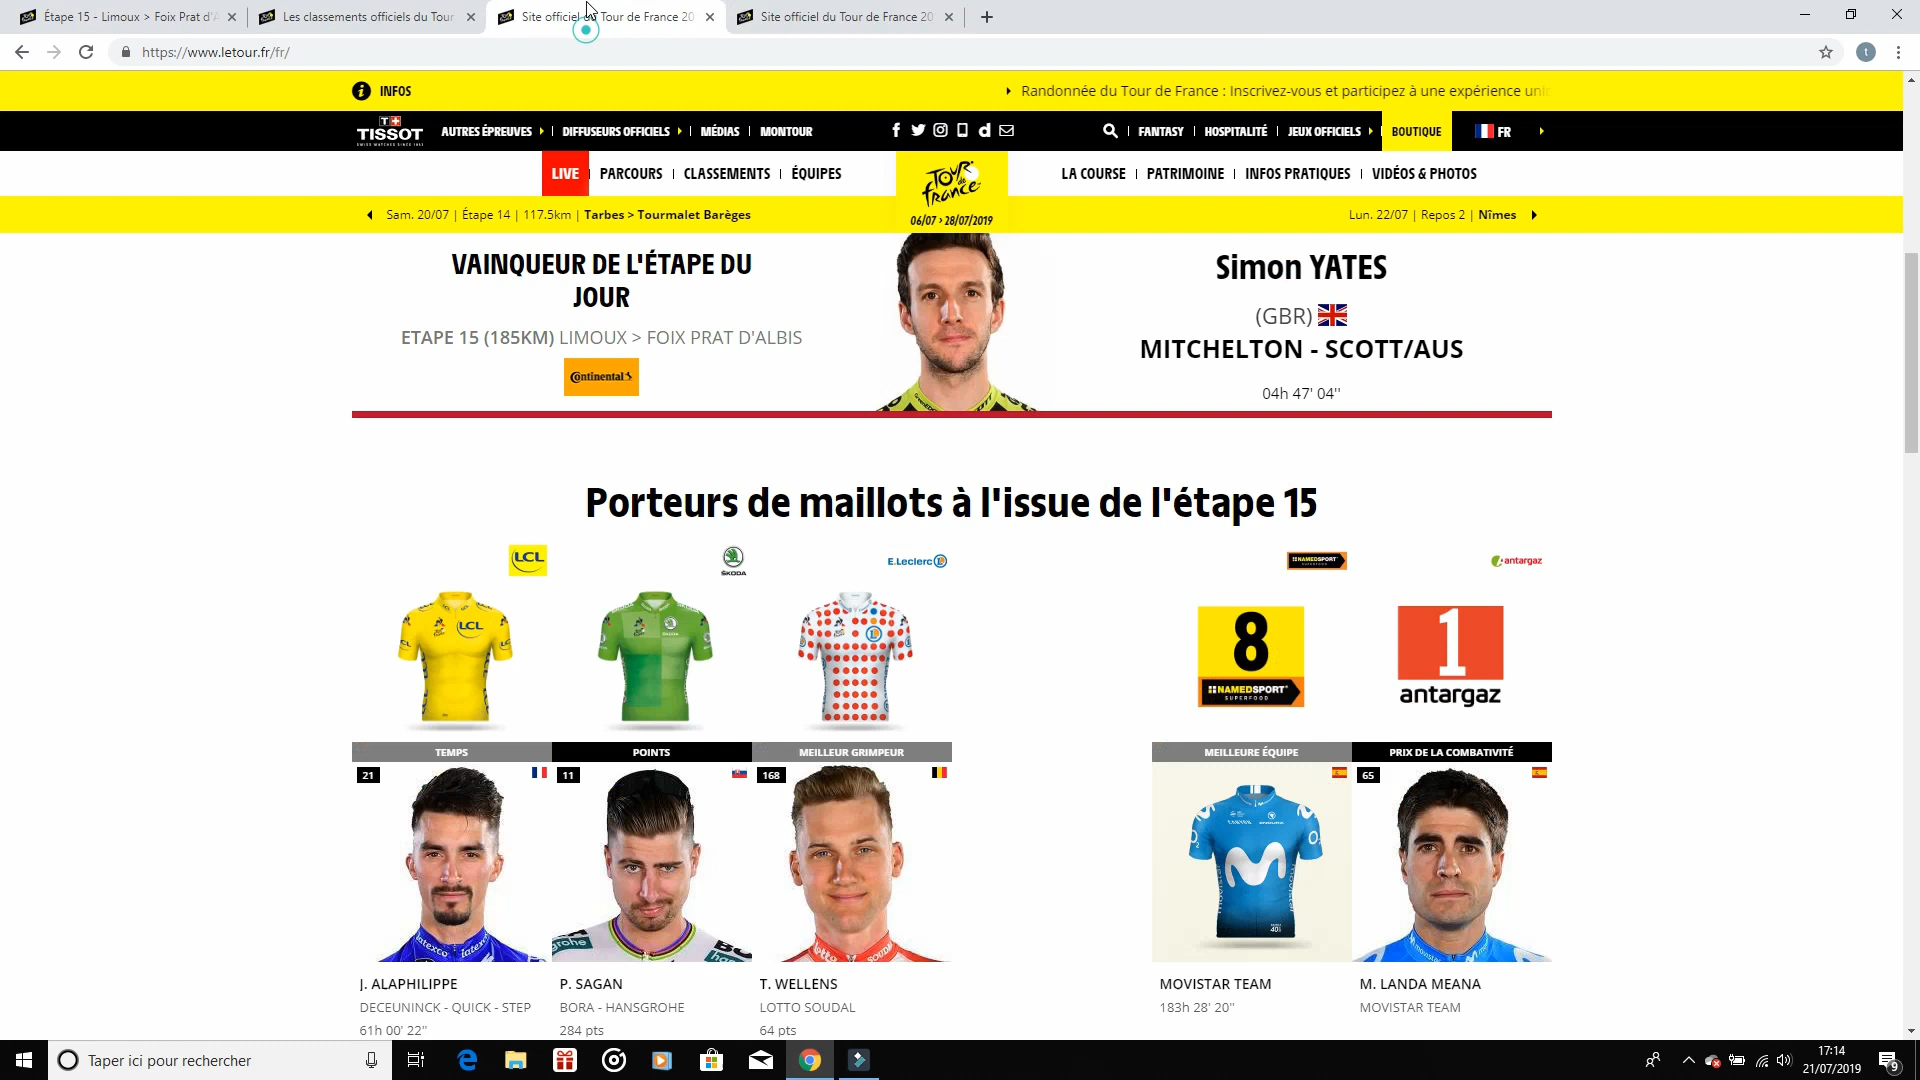 Étape 15 - Limoux > Foix Prat d'A
Les classements officiels du Tour
Site officiel du Tour de France 20
Site officiel du Tour de France 20
https://www.letour.fr/fr/
t
INFOS
Randonnée du Tour de France : Inscrivez-vous et participez à une expérience uni
TISSOT
SWISS WATCHES SINCE 1853
AUTRES ÉPREUVES
DIFFUSEURS OFFICIELS
MÉDIAS
MONTOUR
FANTASY
HOSPITALITÉ
JEUX OFFICIELS
BOUTIQUE
FR
LIVE
PARCOURS
CLASSEMENTS
ÉQUIPES
TOUR de france
LA COURSE
PATRIMOINE
INFOS PRATIQUES
VIDÉOS & PHOTOS
Sam. 20/07 | Étape 14 | 117.5km | Tarbes > Tourmalet Barèges
06/07 > 28/07/2019
Lun. 22/07 | Repos 2 | Nîmes
VAINQUEUR DE L'ÉTAPE DU
JOUR
ETAPE 15 (185KM) LIMOUX > FOIX PRAT D'ALBIS
Continental
Simon YATES
(GBR)
MITCHELTON - SCOTT/AUS
04h 47' 04''
Porteurs de maillots à l'issue de l'étape 15
LCL
ŠKODA
E.Leclerc
NAMEDSPORT
SUPERFOOD
antargaz
LCL
8
NAMEDSPORT
SUPERFOOD
1
antargaz
TEMPS
POINTS
MEILLEUR GRIMPEUR
MEILLEURE ÉQUIPE
PRIX DE LA COMBATIVITÉ
21
11
168
65
J. ALAPHILIPPE
DECEUNINCK - QUICK - STEP
61h 00' 22''
P. SAGAN
BORA - HANSGROHE
284 pts
T. WELLENS
LOTTO SOUDAL
64 pts
MOVISTAR TEAM
183h 28' 20''
M. LANDA MEANA
MOVISTAR TEAM
Taper ici pour rechercher
17:14
21/07/2019
9